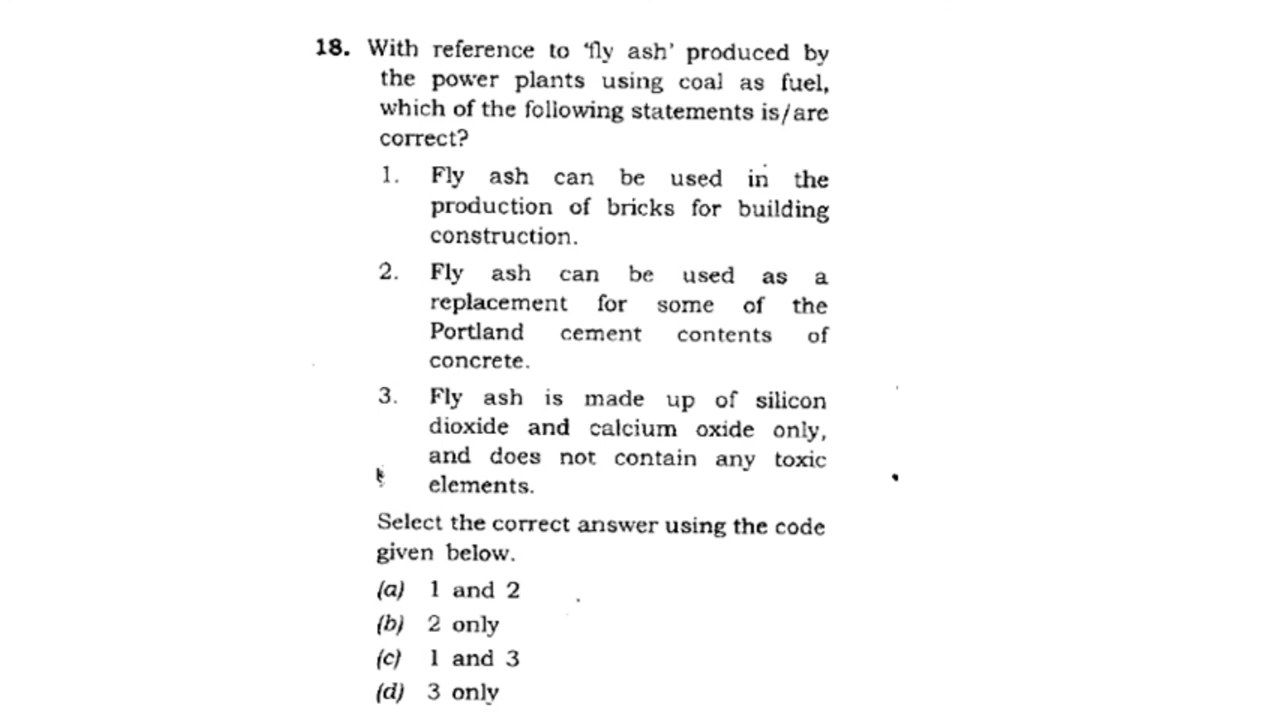 18. With reference to ‘fly ash’ produced by
the power plants using coal as fuel,
which of the following statements is/are
correct?
1. Fly ash can be used in the
production of bricks for building
construction.
2. Fly ash can be used as a
replacement for some of the
Portland cement contents of
concrete.
3. Fly ash is made up of silicon
dioxide and calcium oxide only,
and does not contain any toxic
elements.
Select the correct answer using the code
given below.
(a) 1 and 2
(b) 2 only
(c) 1 and 3
(d) 3 only